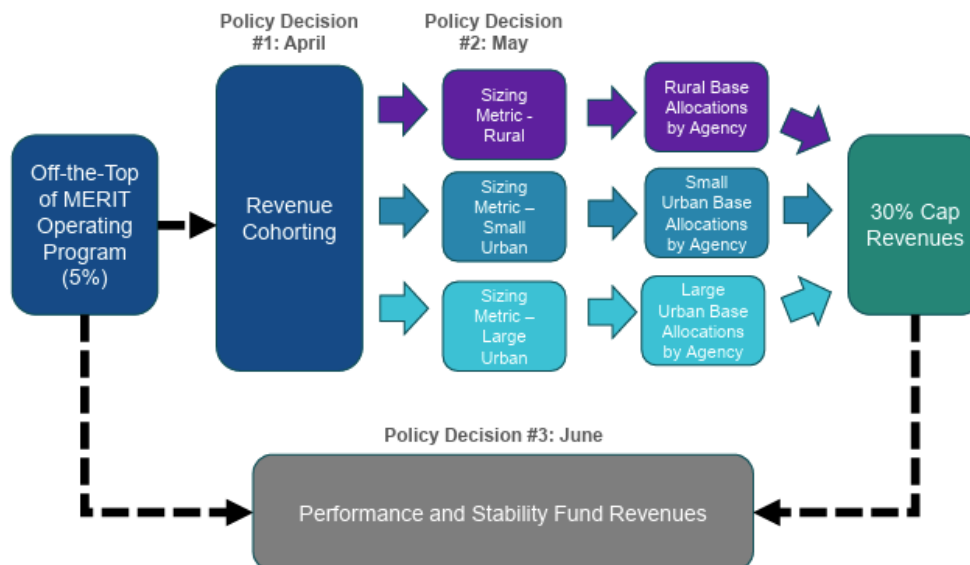 Policy Decision
#1: April
Policy Decision
#2: May
Off-the-Top
of MERIT
Operating
Program
(5%)
Revenue
Cohorting
Sizing
Metric -
Rural
Rural Base
Allocations
by Agency
Sizing
Metric –
Small
Urban
Small
Urban Base
Allocations
by Agency
Sizing
Metric –
Large
Urban
Large
Urban Base
Allocations
by Agency
30% Cap
Revenues
Policy Decision #3: June
Performance and Stability Fund Revenues